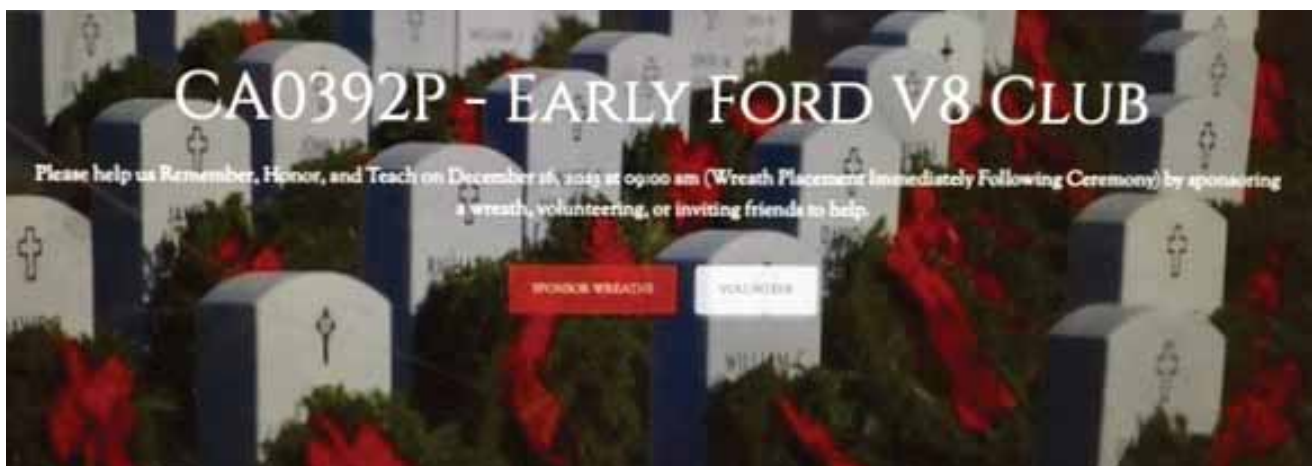 CA0392P - Early Ford V8 Club
Please help us Remember, Honor, and Teach on December 16, 2023 at 09:00 am (Wreath Placement Immediately Following Ceremony) by sponsoring
a wreath, volunteering, or inviting friends to help.
SPONSOR WREATHS VOLUNTEER
WILLIAM C